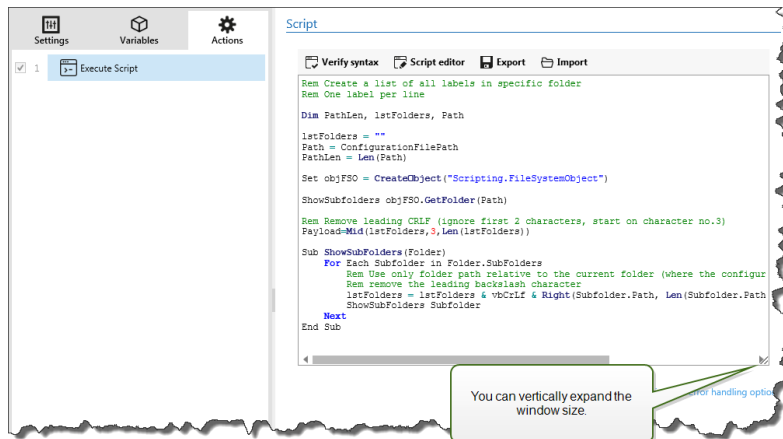 Settings
Variables
Actions
1 Execute Script
Script
Verify syntax Script editor Export Import
Rem Create a list of all labels in specific folder
Rem One label per line
Dim PathLen, lstFolders, Path
lstFolders = ""
Path = ConfigurationFilePath
PathLen = Len(Path)
Set objFSO = CreateObject("Scripting.FileSystemObject")
ShowSubfolders objFSO.GetFolder(Path)
Rem Remove leading CRLF (ignore first 2 characters, start on character no.3)
Payload=Mid(lstFolders,3,Len(lstFolders))
Sub ShowSubFolders(Folder)
For Each Subfolder in Folder.SubFolders
Rem Use only folder path relative to the current folder (where the configur
Rem remove the leading backslash character
lstFolders = lstFolders & vbCrLf & Right(Subfolder.Path, Len(Subfolder.Path
ShowSubFolders Subfolder
Next
End Sub
You can vertically expand the
window size.
handling optio